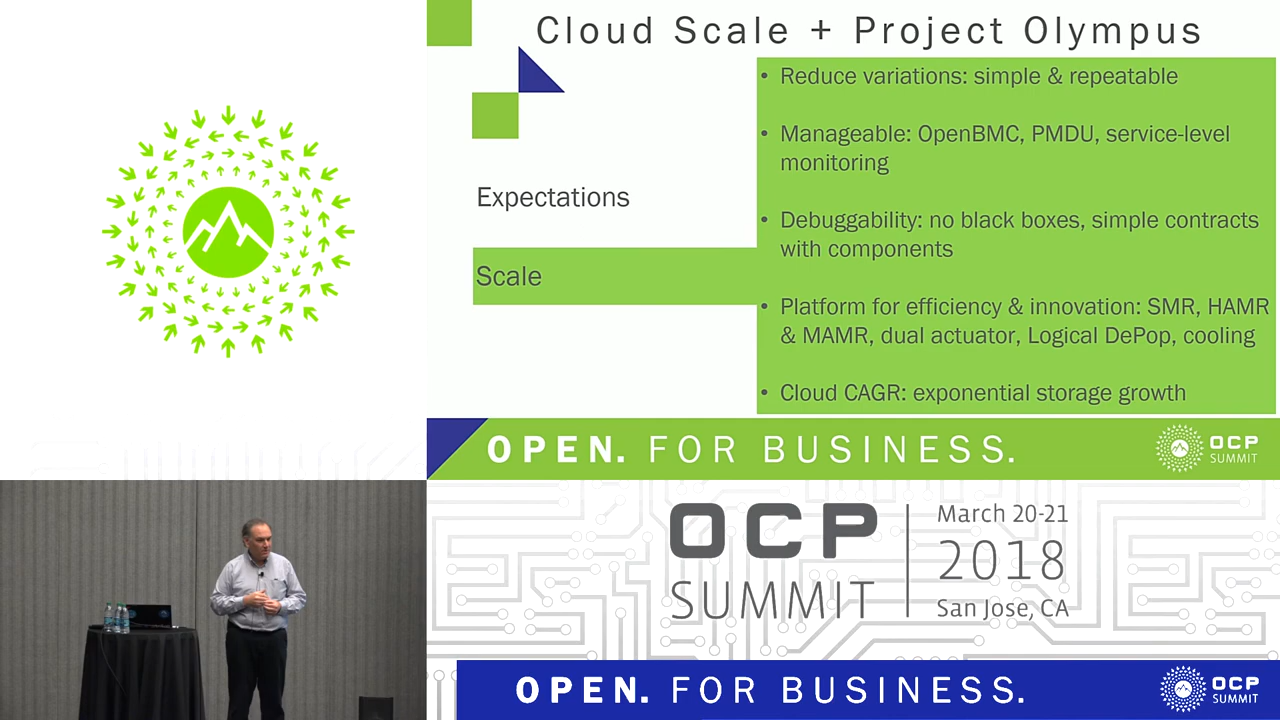 Cloud Scale + Project Olympus
Expectations
Scale
• Reduce variations: simple & repeatable
• Manageable: OpenBMC, PMDU, service-level
monitoring
• Debuggability: no black boxes, simple contracts
with components
• Platform for efficiency & innovation: SMR, HAMR
& MAMR, dual actuator, Logical DePop, cooling
• Cloud CAGR: exponential storage growth
OPEN. FOR BUSINESS.
OCP
SUMMIT
OCP
SUMMIT
March 20-21
2018
San Jose, CA
OPEN. FOR BUSINESS.
OCP
SUMMIT